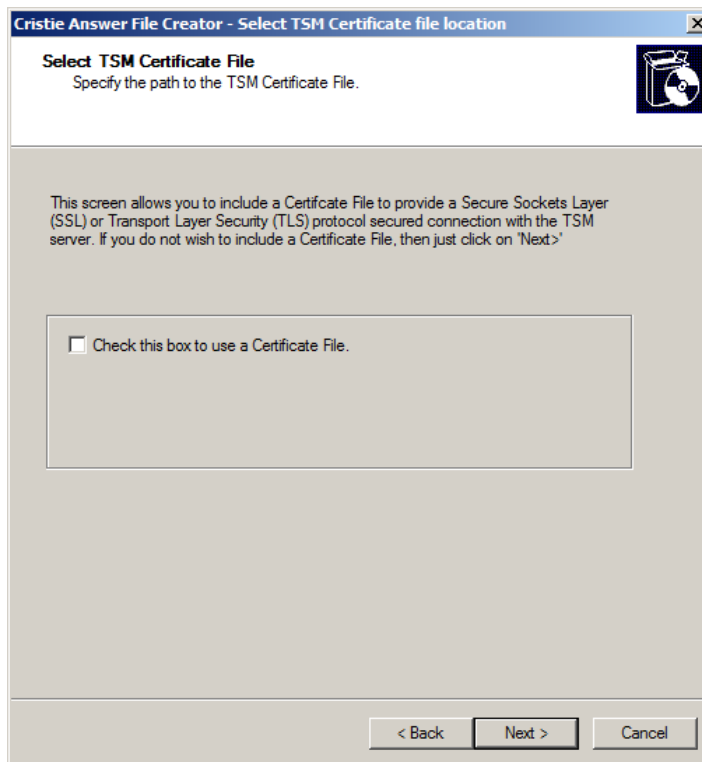 Cristie Answer File Creator - Select TSM Certificate file location
Select TSM Certificate File
Specify the path to the TSM Certificate File.
This screen allows you to include a Certifcate File to provide a Secure Sockets Layer
(SSL) or Transport Layer Security (TLS) protocol secured connection with the TSM
server. If you do not wish to include a Certificate File, then just click on 'Next>'
Check this box to use a Certificate File.
< Back
Next >
Cancel